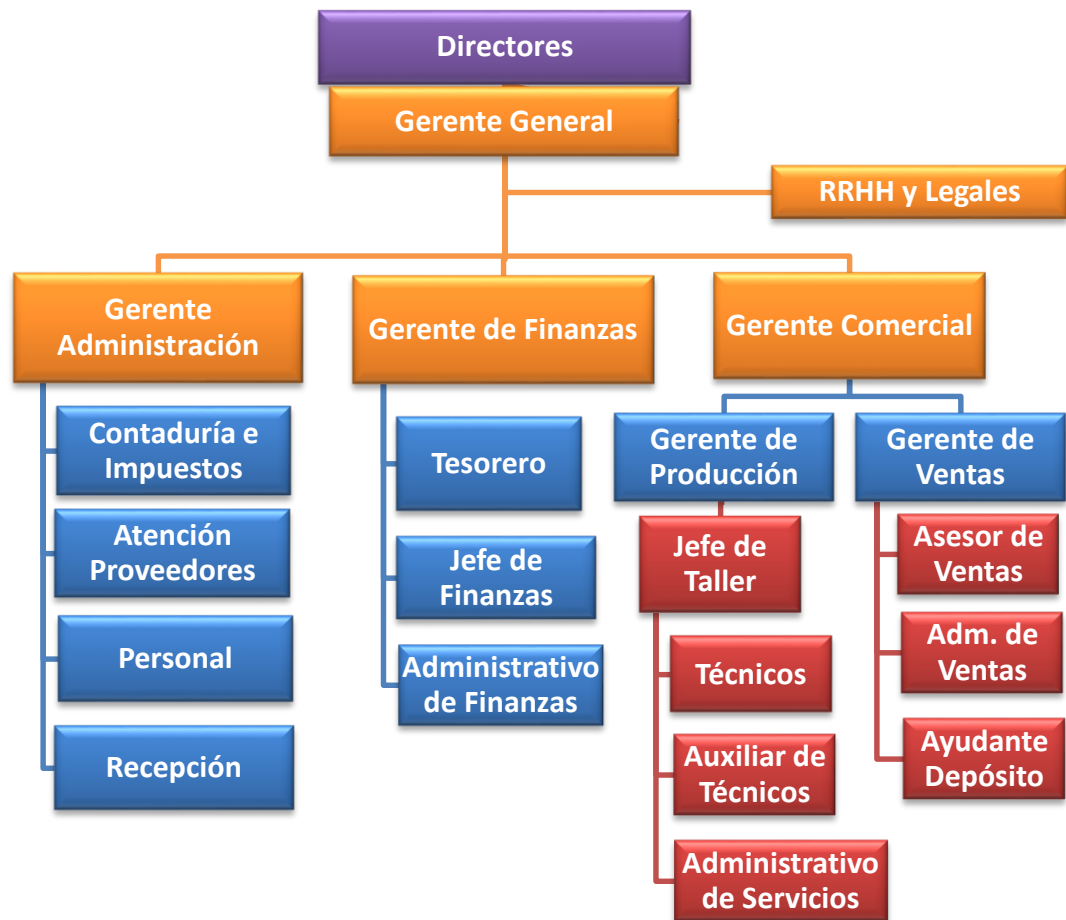 Directores
Gerente General
RRHH y Legales
Gerente
Administración
Gerente de Finanzas
Gerente Comercial
Contaduría e
Impuestos
Atención
Proveedores
Personal
Recepción
Tesorero
Jefe de
Finanzas
Administrativo
de Finanzas
Gerente de
Producción
Jefe de
Taller
Técnicos
Auxiliar de
Técnicos
Administrativo
de Servicios
Gerente de
Ventas
Asesor de
Ventas
Adm. de
Ventas
Ayudante
Depósito